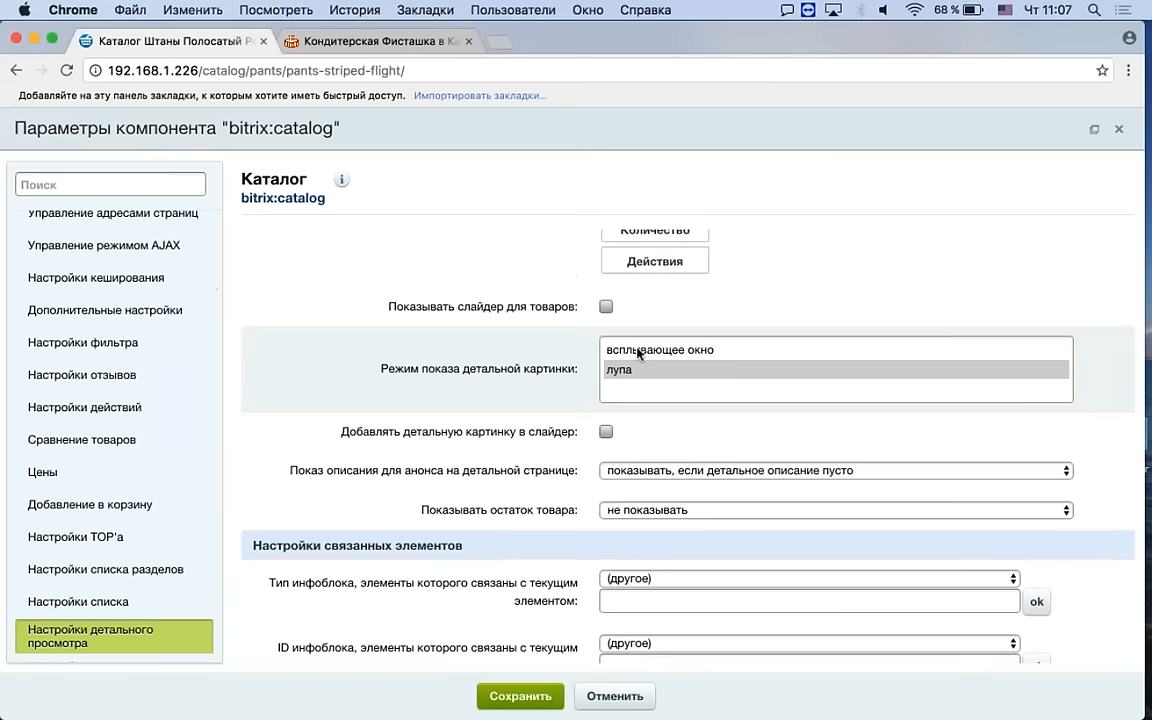 Chrome Файл Изменить Посмотреть История Закладки Пользователи Окно Справка 68 % Чт 11:07
Каталог Штаны Полосатый Р Кондитерская Фисташка в К
192.168.1.226/catalog/pants/pants-striped-flight/
Добавляйте на эту панель закладки, к которым хотите иметь быстрый доступ. Импортировать закладки...
Параметры компонента "bitrix:catalog"
Поиск
Управление адресами страниц
Управление режимом AJAX
Настройки кеширования
Дополнительные настройки
Настройки фильтра
Настройки отзывов
Настройки действий
Сравнение товаров
Цены
Добавление в корзину
Настройки TOP'а
Настройки списка разделов
Настройки списка
Настройки детального
просмотра
Каталог
bitrix:catalog
Количество
Действия
Показывать слайдер для товаров:
Режим показа детальной картинки:
всплывающее окно
лупа
Добавлять детальную картинку в слайдер:
Показ описания для анонса на детальной странице: показывать, если детальное описание пусто
Показывать остаток товара: не показывать
Настройки связанных элементов
Тип инфоблока, элементы которого связаны с текущим
элементом:
(другое)
ok
ID инфоблока, элементы которого связаны с текущим
(другое)
Сохранить Отменить